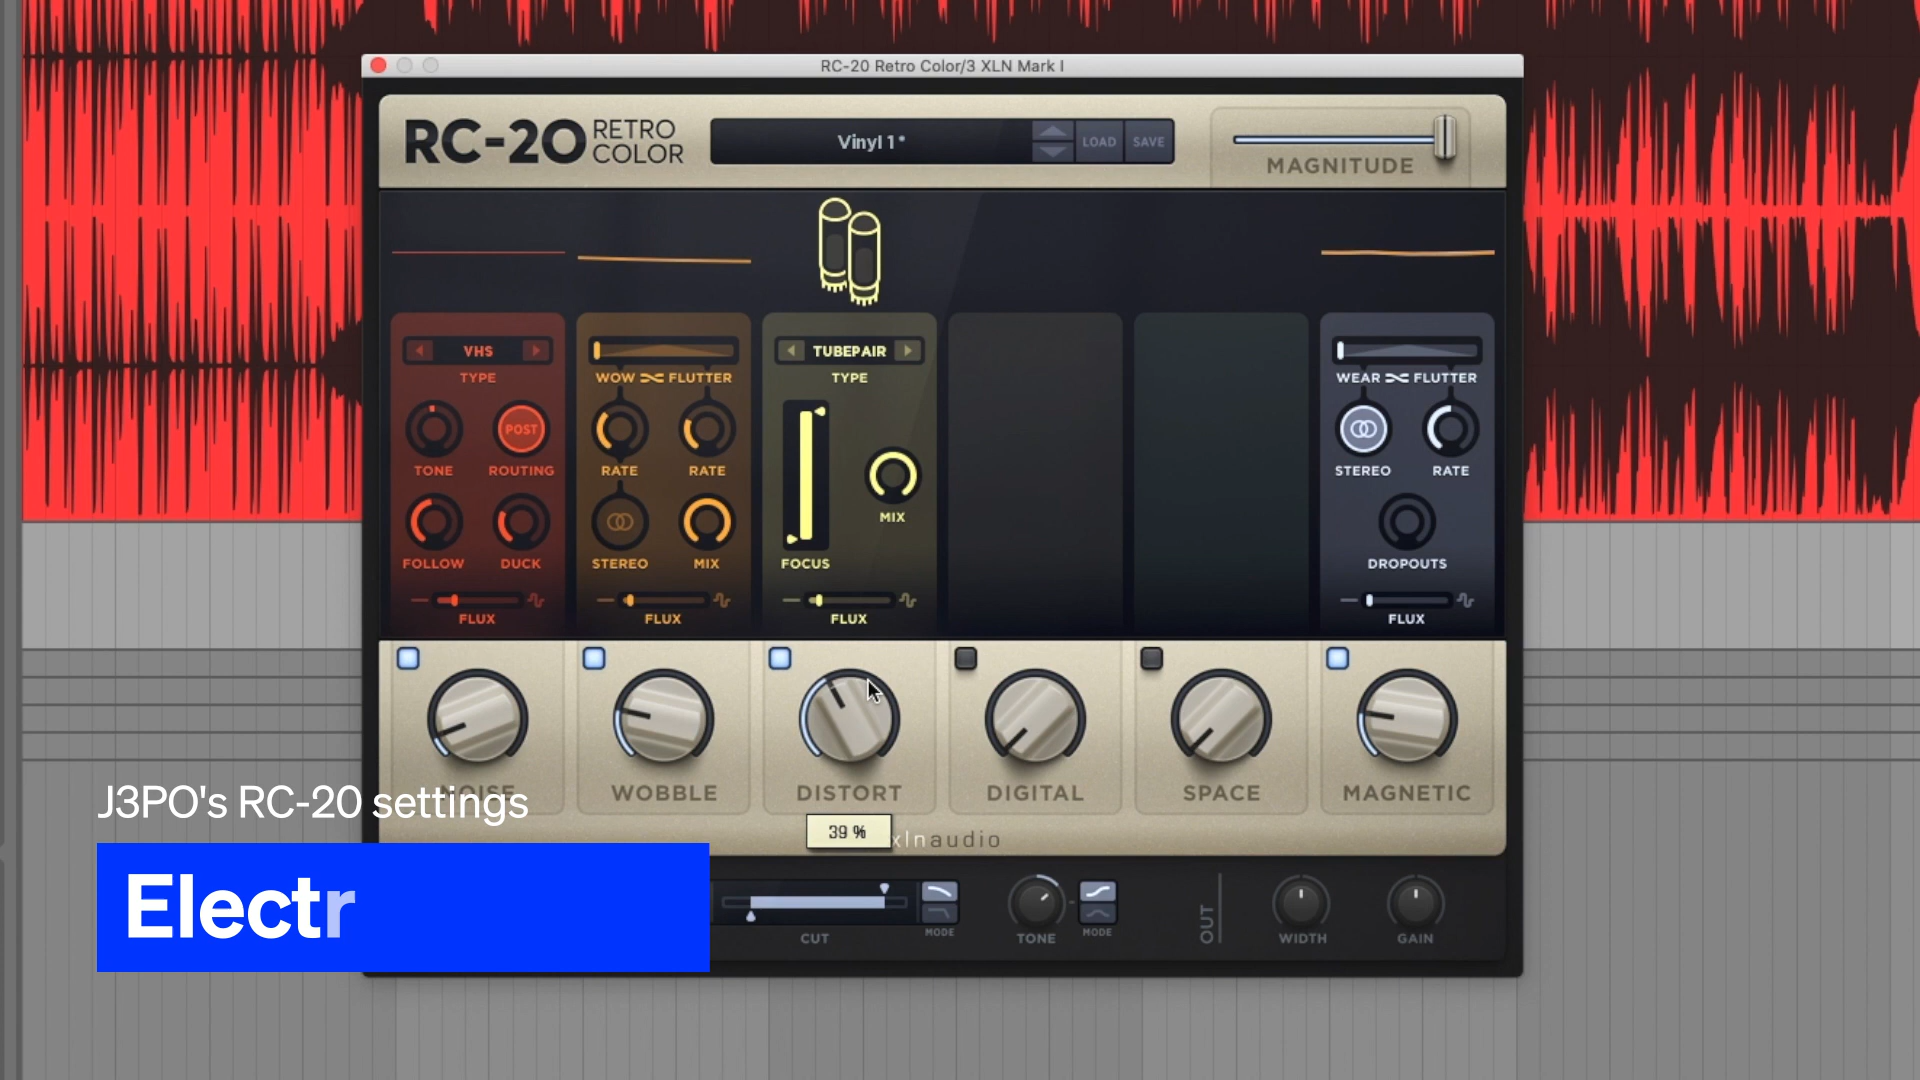 RC-20 Retro Color/3 XLN Mark I
RC-20 RETRO COLOR
Vinyl 1*
LOAD
SAVE
MAGNITUDE
VHS
TYPE
TONE
POST
ROUTING
FOLLOW
DUCK
FLUX
WOW FLUTTER
RATE
RATE
STEREO
MIX
FLUX
TUBEPAIR
TYPE
MIX
FOCUS
FLUX
WEAR FLUTTER
STEREO
RATE
DROPOUTS
FLUX
NOISE
WOBBLE
DISTORT
DIGITAL
SPACE
MAGNETIC
39 %
xlnaudio
CUT
MODE
TONE
MODE
OUT
WIDTH
GAIN
J3PO's RC-20 settings
Electr